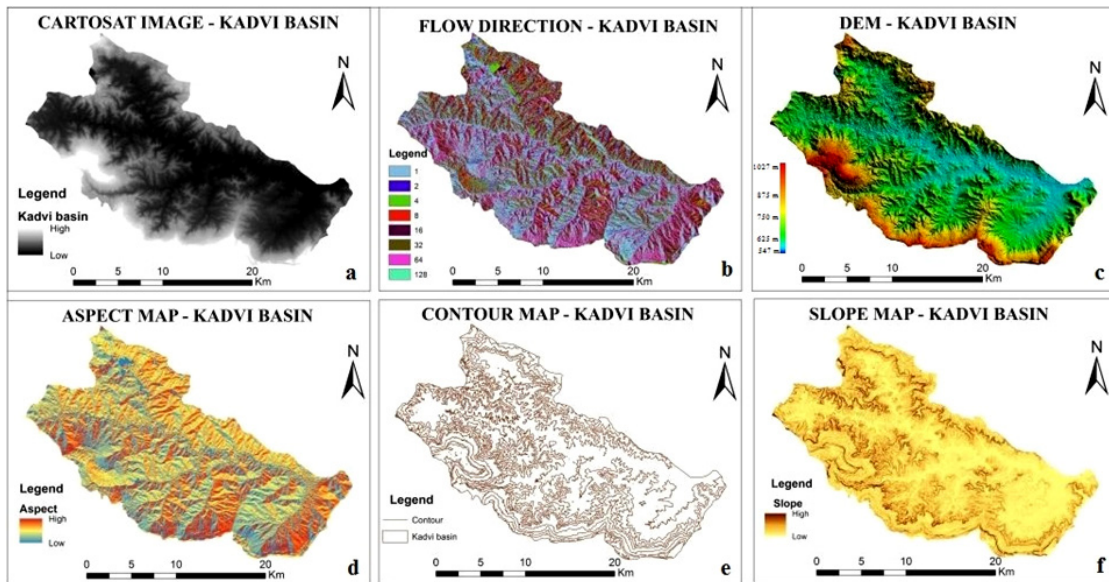 CARTOSAT IMAGE - KADVI BASIN
N
Legend
Kadvi basin
High
Low
0 5 10 20
Km
a
FLOW DIRECTION - KADVI BASIN
N
Legend
1
2
4
8
16
32
64
128
0 5 10 20
Km
b
DEM - KADVI BASIN
N
1027 m
875 m
750 m
625 m
547 m
0 5 10 20
Km
c
ASPECT MAP - KADVI BASIN
N
Legend
Aspect
High
Low
0 5 10 20
Km
d
CONTOUR MAP - KADVI BASIN
N
Legend
Contour
Kadvi basin
0 5 10 20
Km
e
SLOPE MAP - KADVI BASIN
N
Legend
Slope
High
Low
0 5 10 20
Km
f